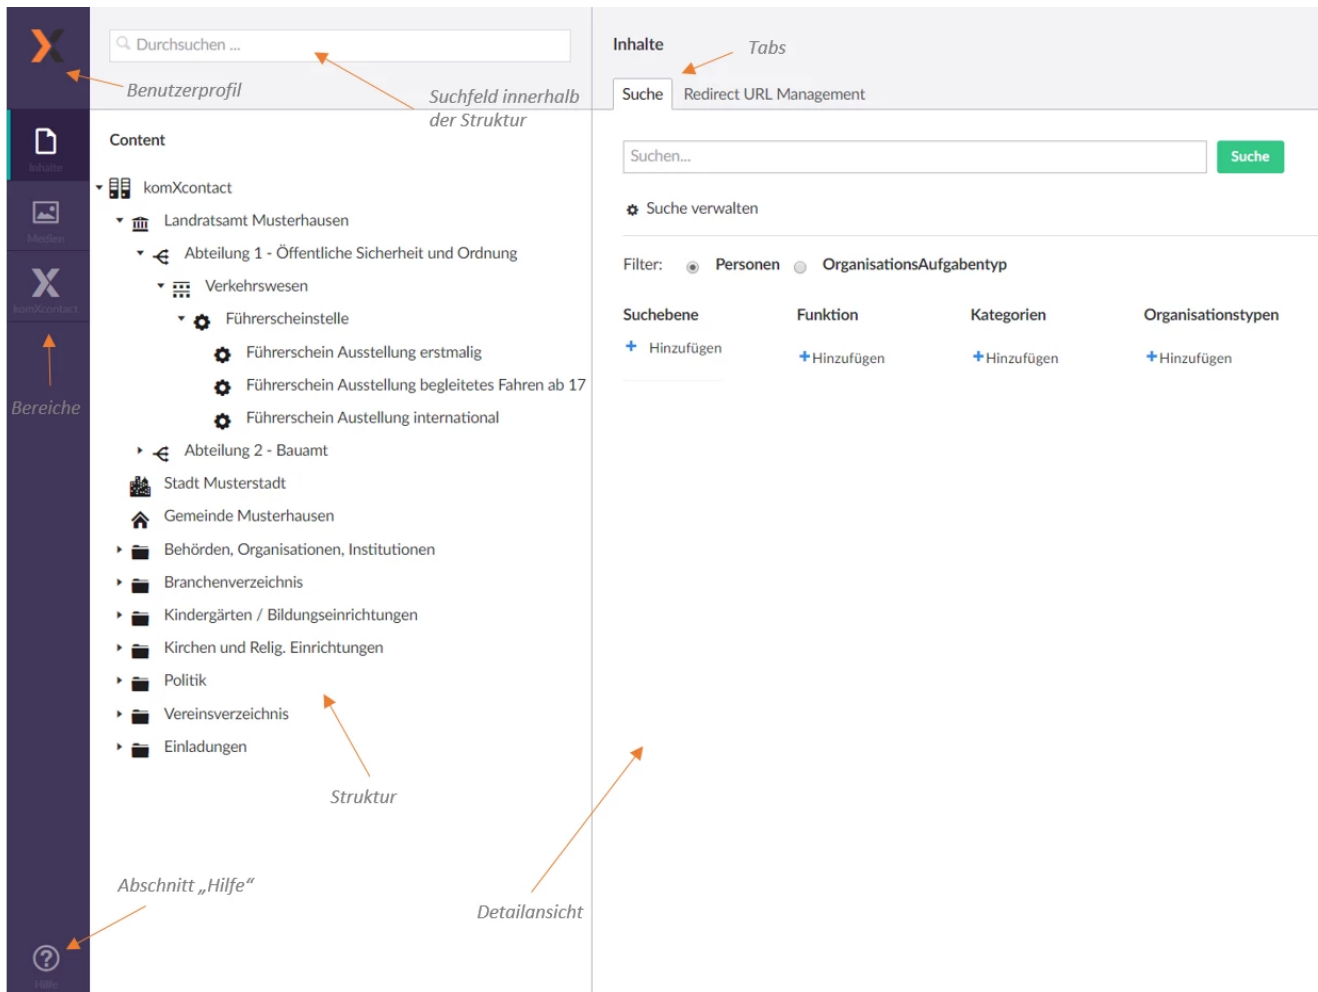 Durchsuchen ...
Benutzerprofil
Suchfeld innerhalb
der Struktur
Inhalte
Tabs
Suche
Redirect URL Management
Inhalte
Medien
komXcontact
Bereiche
Content
komXcontact
Landratsamt Musterhausen
Abteilung 1 - Öffentliche Sicherheit und Ordnung
Verkehrswesen
Führerscheinstelle
Führerschein Ausstellung erstmalig
Führerschein Ausstellung begleitetes Fahren ab 17
Führerschein Austellung international
Abteilung 2 - Bauamt
Stadt Musterstadt
Gemeinde Musterhausen
Behörden, Organisationen, Institutionen
Branchenverzeichnis
Kindergärten / Bildungseinrichtungen
Kirchen und Relig. Einrichtungen
Politik
Vereinsverzeichnis
Einladungen
Struktur
Abschnitt „Hilfe“
Hilfe
Suchen...
Suche
Suche verwalten
Filter: Personen OrganisationsAufgabentyp
Suchebene Funktion Kategorien Organisationstypen
Hinzufügen +Hinzufügen +Hinzufügen +Hinzufügen
Detailansicht